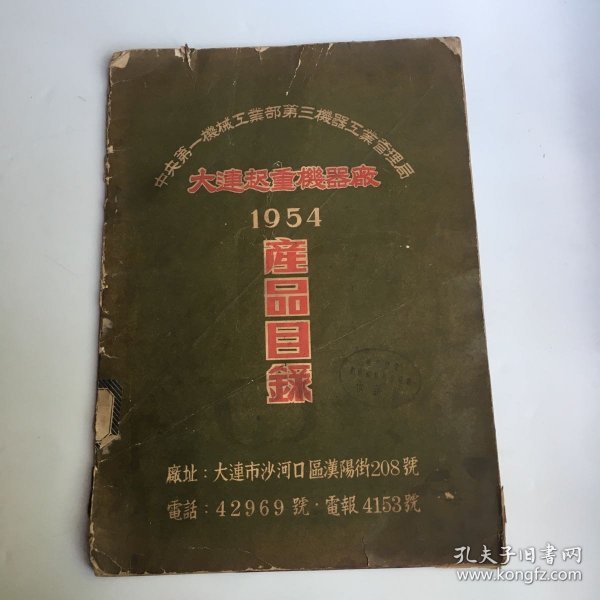 中央第一機械工業部第三機器工業管理局
大連起重機器廠
1954
產品目錄
廠址：大連市沙河口區漢陽街208號
電話：42969號·電報4153號
孔夫子旧书网
www.kongfz.com